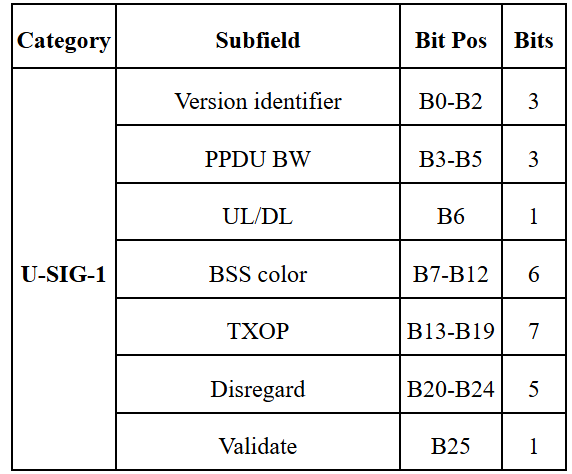 Category Subfield Bit Pos Bits
Version identifier B0-B2 3
PPDU BW B3-B5 3
UL/DL B6 1
U-SIG-1 BSS color B7-B12 6
TXOP B13-B19 7
Disregard B20-B24 5
Validate B25 1